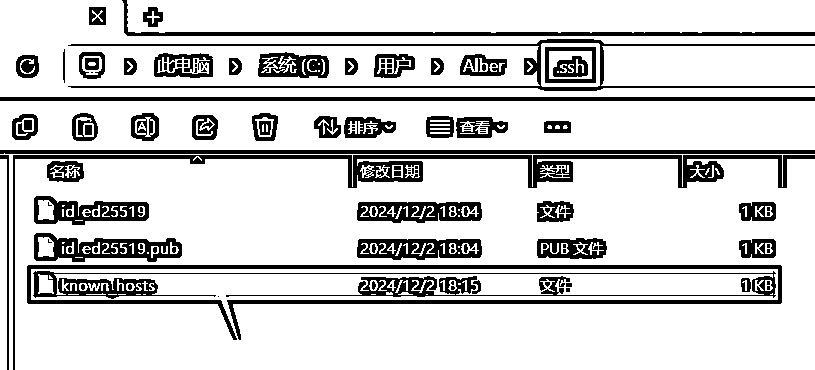 此电脑 系统 (C:) 用户 Alber .ssh
排序 查看
名称 修改日期 类型 大小
id_ed25519 2024/12/2 18:04 文件 1 KB
id_ed25519.pub 2024/12/2 18:04 PUB 文件 1 KB
known_hosts 2024/12/2 18:15 文件 1 KB